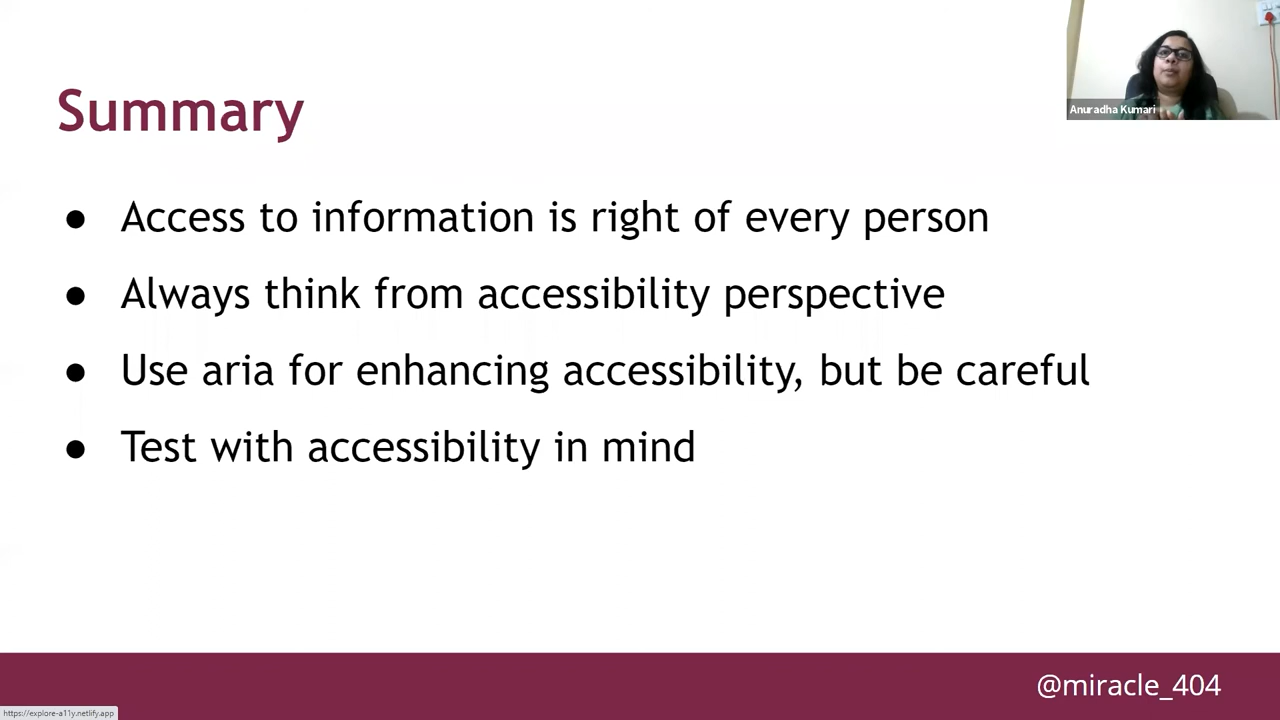 Anuradha Kumari
Summary
● Access to information is right of every person
● Always think from accessibility perspective
● Use aria for enhancing accessibility, but be careful
● Test with accessibility in mind
@miracle_404
https://explore-a11y.netlify.app